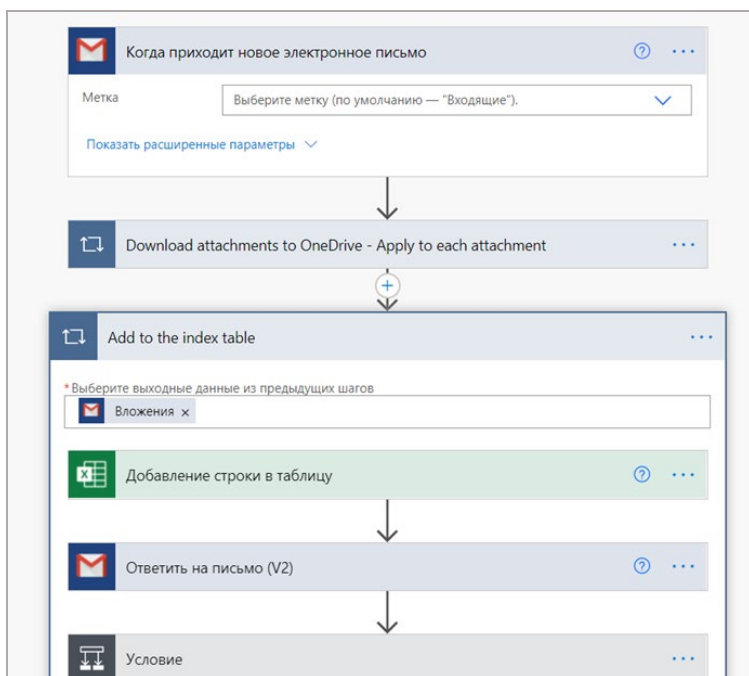 Когда приходит новое электронное письмо
Метка
Выберите метку (по умолчанию — "Входящие").
Показать расширенные параметры
Download attachments to OneDrive - Apply to each attachment
Add to the index table
* Выберите выходные данные из предыдущих шагов
Вложения ×
Добавление строки в таблицу
Ответить на письмо (V2)
Условие